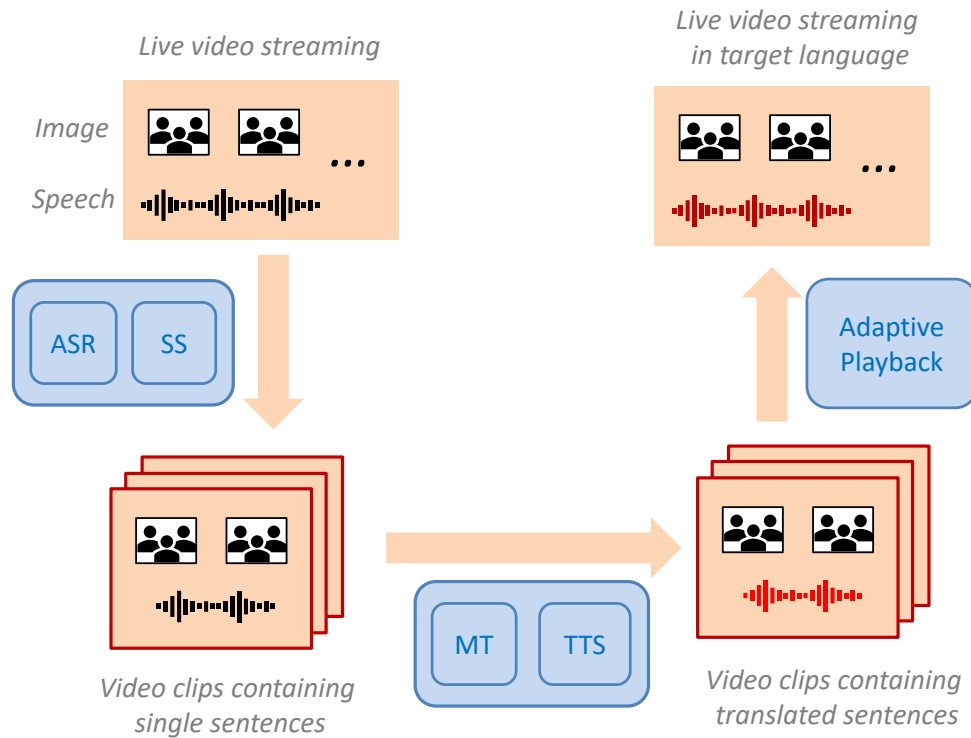 Live video streaming
Live video streaming
in target language
Image
...
...
Speech
ASR
SS
Adaptive
Playback
MT
TTS
Video clips containing
single sentences
Video clips containing
translated sentences